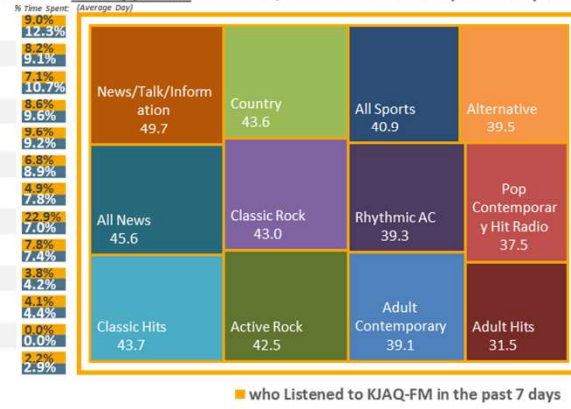 % Time Spent: (Average Day)
9.0%
12.3%
8.2%
9.1%
7.1%
10.7%
8.6%
9.6%
9.6%
9.2%
6.8%
8.9%
4.9%
7.8%
22.9%
7.0%
7.8%
7.4%
3.8%
4.2%
4.1%
4.4%
0.0%
0.0%
2.2%
2.9%
News/Talk/Inform
ation
49.7
Country
43.6
All Sports
40.9
Alternative
39.5
All News
45.6
Classic Rock
43.0
Rhythmic AC
39.3
Pop
Contemporar
y Hit Radio
37.5
Classic Hits
43.7
Active Rock
42.5
Adult
Contemporary
39.1
Adult Hits
31.5
who Listened to KJAQ-FM in the past 7 days